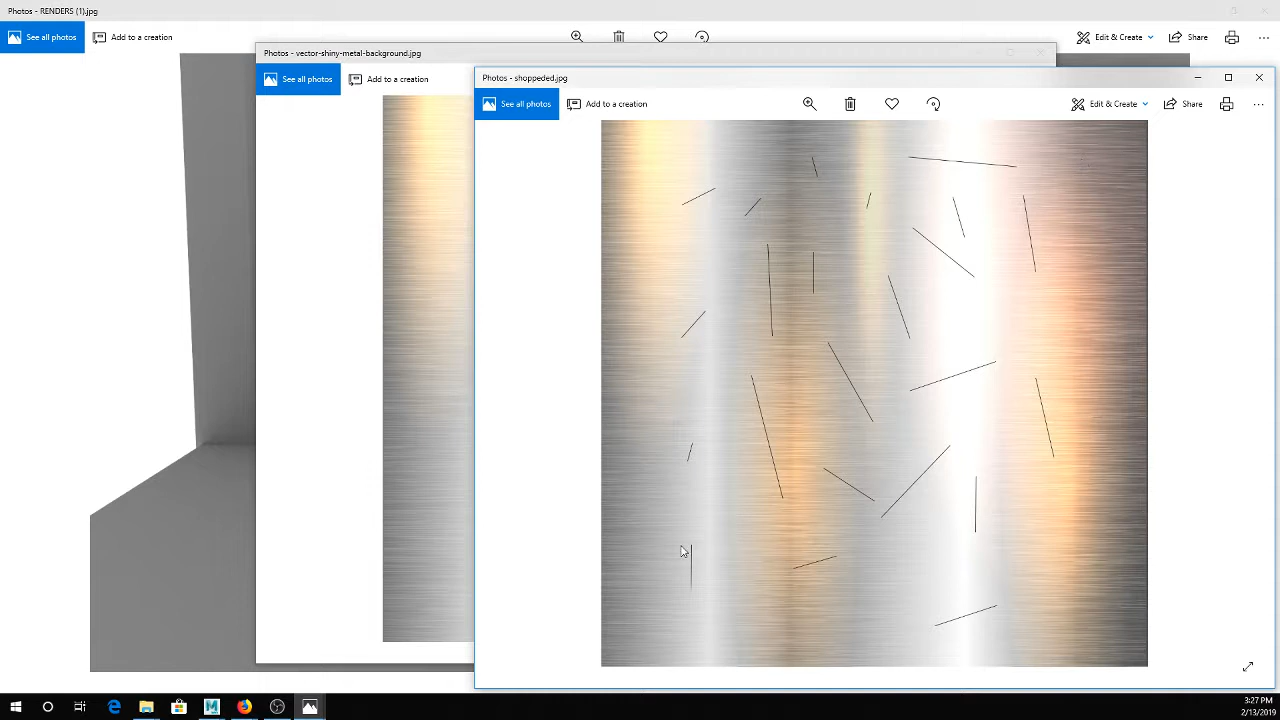 Photos - RENDERS (1).jpg
See all photos
Add to a creation
Edit & Create
Share
Photos - vector-shiny-metal-background.jpg
See all photos
Add to a creation
Photos - shoppeded.jpg
See all photos
Add to a creation
Edit & Create
Share
3:27 PM
2/13/2019